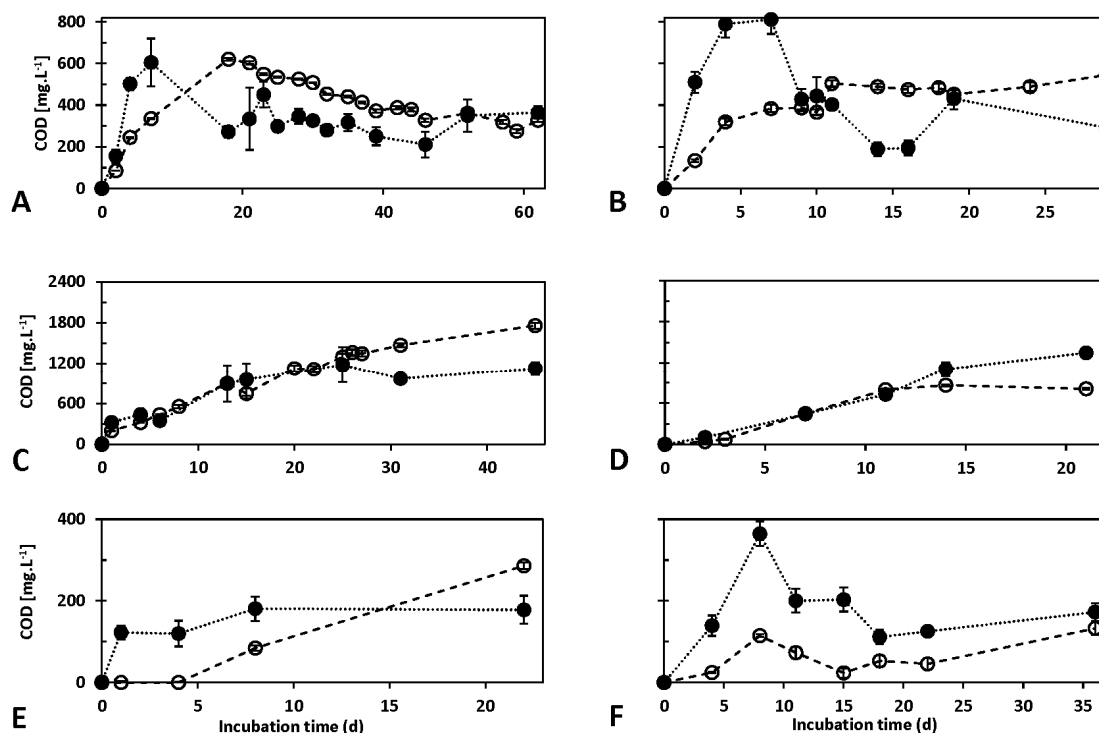 800
600
400
200
0
COD [mg.L-1]
0 20 40 60
A
0 5 10 15 20 25
B
2400
1800
1200
600
0
COD [mg.L-1]
0 10 20 30 40
C
0 5 10 15 20
D
400
200
0
COD [mg.L-1]
0 5 10 15 20
Incubation time (d)
E
0 5 10 15 20 25 30 35
Incubation time (d)
F